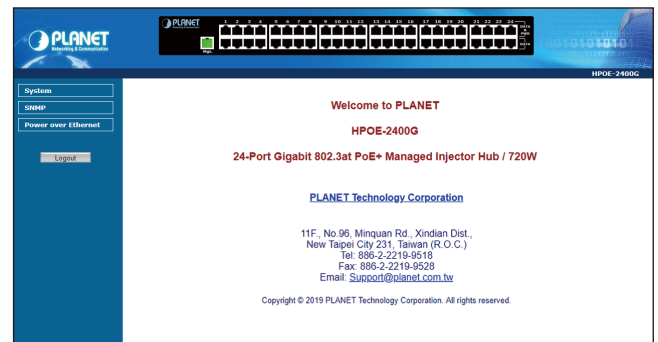 PLANET
Networking & Communication
PLANET
1 2 3 4 5 6 7 8 9 10 11 12 13 14 15 16 17 18 19 20 21 22 23 24
DATA
&
PWR
DATA
Mgt.
HPOE-2400G
System
SNMP
Power over Ethernet
Logout
Welcome to PLANET
HPOE-2400G
24-Port Gigabit 802.3at PoE+ Managed Injector Hub / 720W
PLANET Technology Corporation
11F., No.96, Minquan Rd., Xindian Dist.,
New Taipei City 231, Taiwan (R.O.C.)
Tel: 886-2-2219-9518
Fax: 886-2-2219-9528
Email: Support@planet.com.tw
Copyright © 2019 PLANET Technology Corporation. All rights reserved.